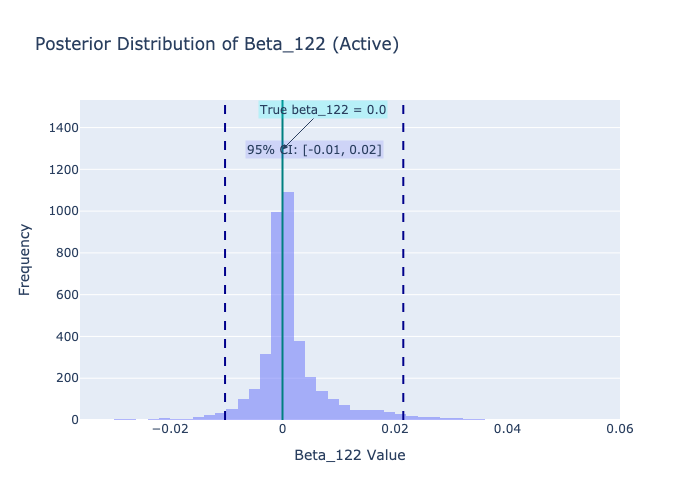 Posterior Distribution of Beta_122 (Active)
True beta_122 = 0.0
95% CI: [-0.01, 0.02]
1400
1200
1000
800
600
400
200
0
Frequency
−0.02
0
0.02
0.04
0.06
Beta_122 Value